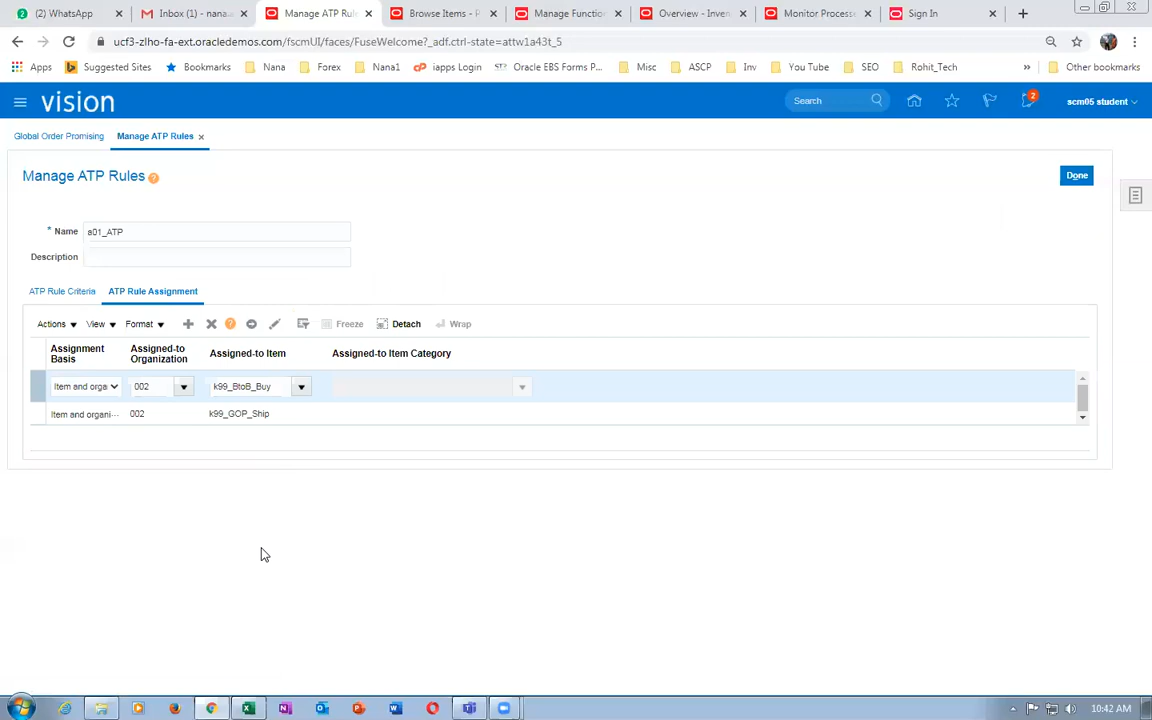 (2) WhatsApp
Inbox (1) - nanaa
Manage ATP Rule
Browse Items - P
Manage Functio
Overview - Inven
Monitor Processe
Sign In
ucf3-zlho-fa-ext.oracledemos.com/fscmUI/faces/FuseWelcome?_adf.ctrl-state=attw1a43t_5
Apps
Suggested Sites
Bookmarks
Nana
Forex
Nana1
iapps Login
Oracle EBS Forms P...
Misc
ASCP
Inv
You Tube
SEO
Rohit_Tech
»
Other bookmarks
vision
Search
2
scm05 student
Global Order Promising
Manage ATP Rules
Manage ATP Rules
Done
* Name
a01_ATP
Description
ATP Rule Criteria
ATP Rule Assignment
Actions
View
Format
Freeze
Detach
Wrap
Assignment Basis
Assigned-to Organization
Assigned-to Item
Assigned-to Item Category
Item and orga
002
k99_BtoB_Buy
Item and organi...
002
k99_GOP_Ship
10:42 AM